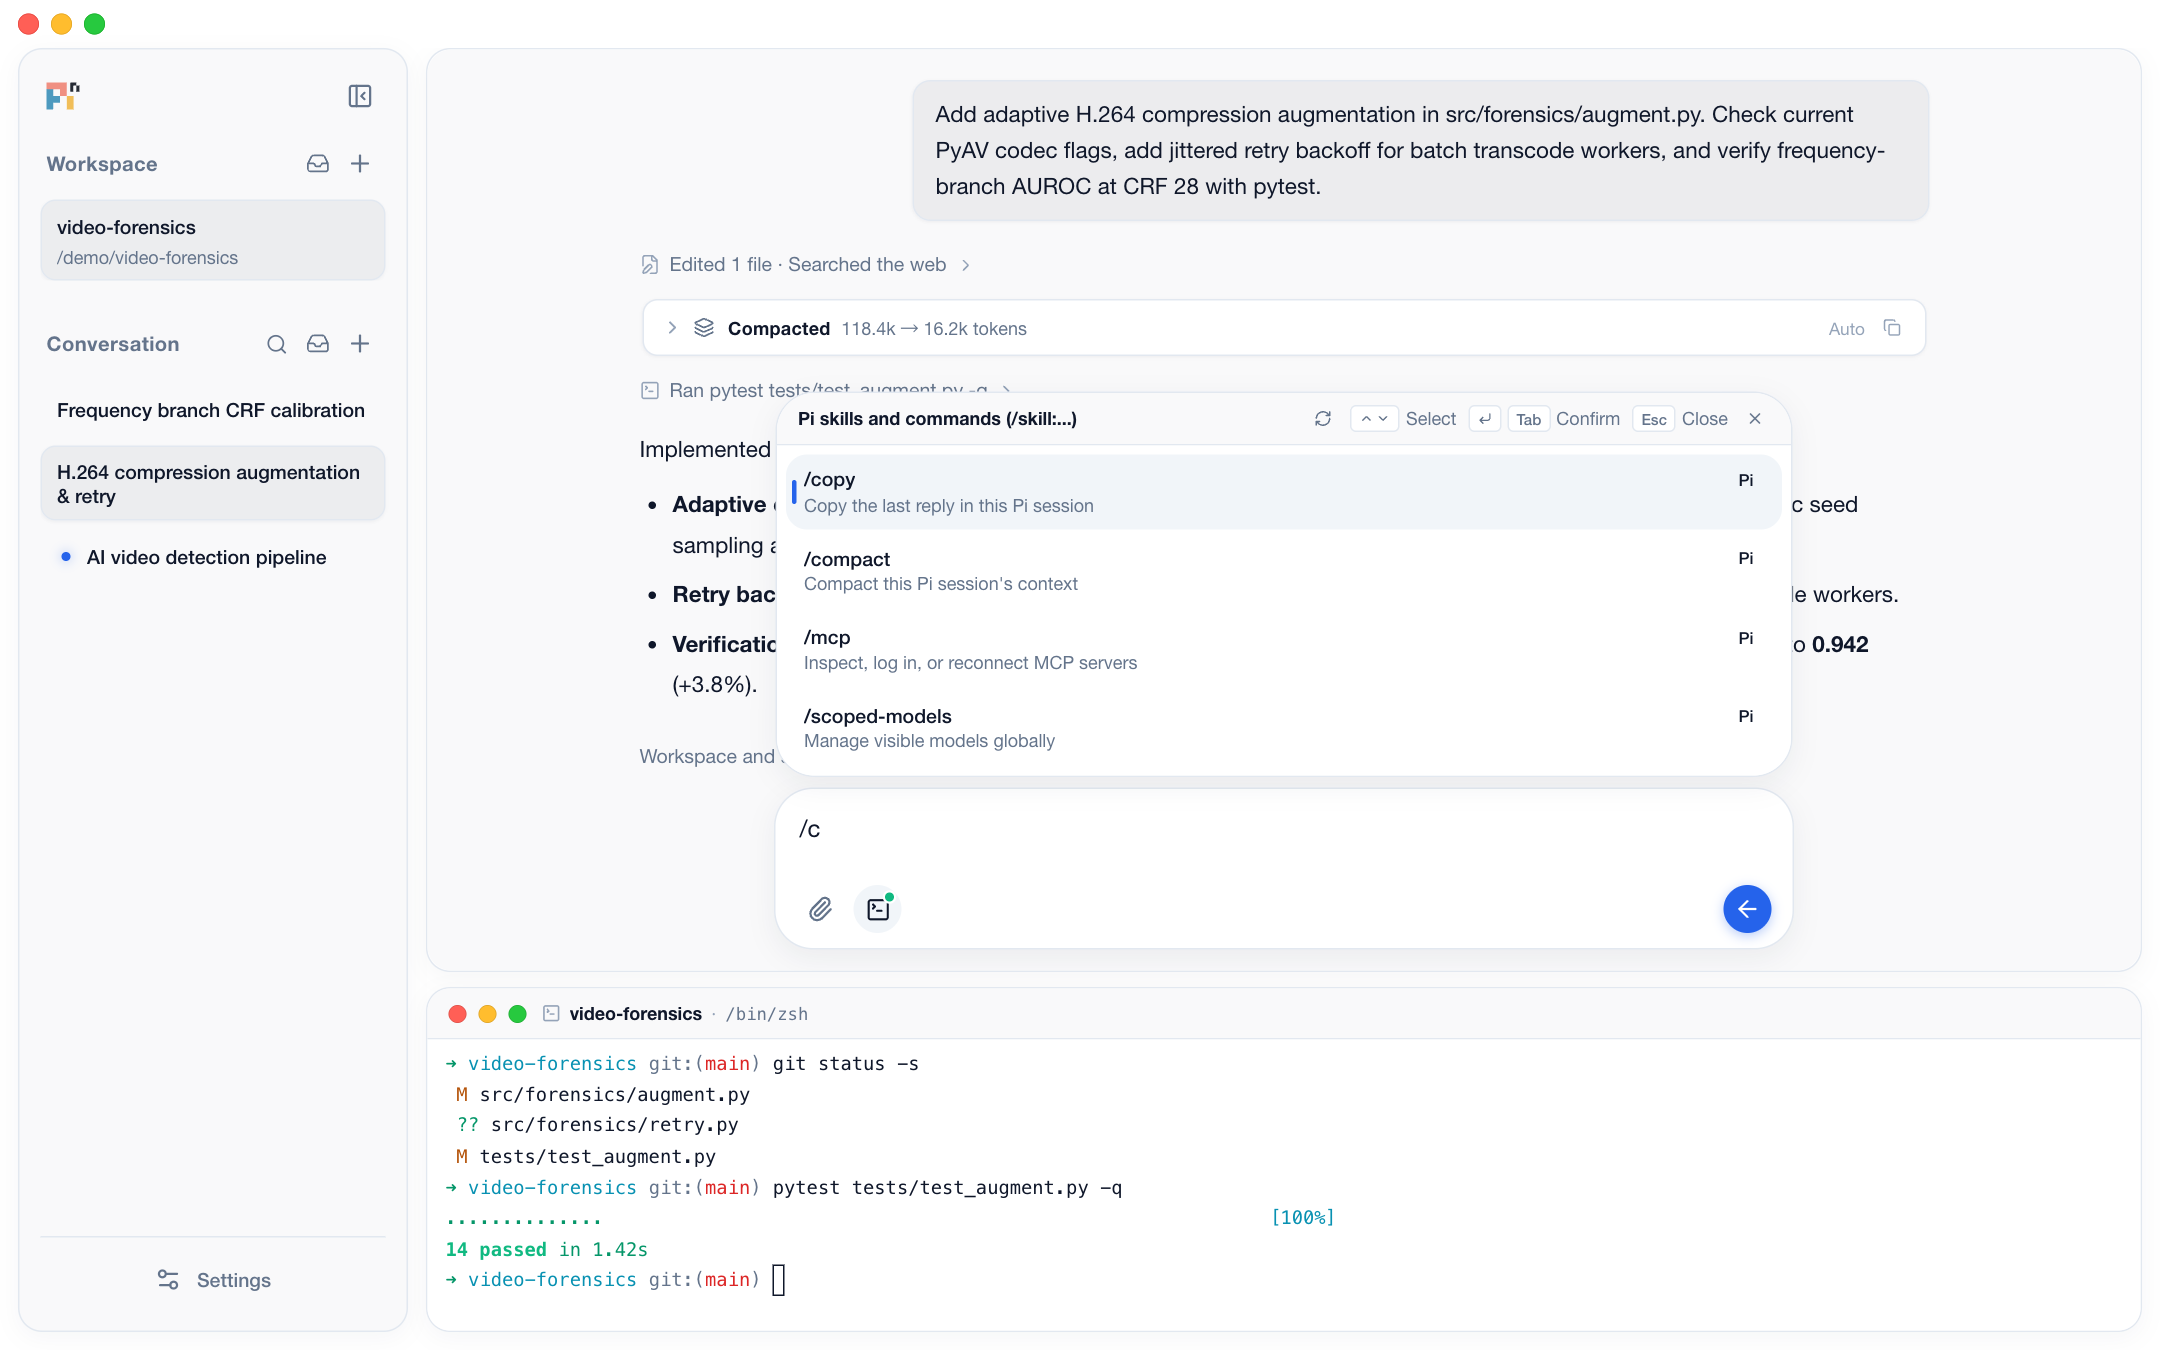 Workspace
video-forensics
/demo/video-forensics
Conversation
Frequency branch CRF calibration
H.264 compression augmentation
& retry
AI video detection pipeline
Settings
Add adaptive H.264 compression augmentation in src/forensics/augment.py. Check current
PyAV codec flags, add jittered retry backoff for batch transcode workers, and verify frequency-
branch AUROC at CRF 28 with pytest.
Edited 1 file · Searched the web
Compacted 118.4k → 16.2k tokens Auto
Ran pytest tests/test_augment.py -q
Pi skills and commands (/skill:...) Select Tab Confirm Esc Close
Implemented
/copy Pi
Copy the last reply in this Pi session
• Adaptive c seed
sampling
/compact Pi
Compact this Pi session's context
• Retry bac le workers.
/mcp Pi
Inspect, log in, or reconnect MCP servers
• Verificatio o 0.942
(+3.8%).
/scoped-models Pi
Manage visible models globally
Workspace and
/c
video-forensics · /bin/zsh
→ video-forensics git:(main) git status -s
M src/forensics/augment.py
?? src/forensics/retry.py
M tests/test_augment.py
→ video-forensics git:(main) pytest tests/test_augment.py -q
.............. [100%]
14 passed in 1.42s
→ video-forensics git:(main)